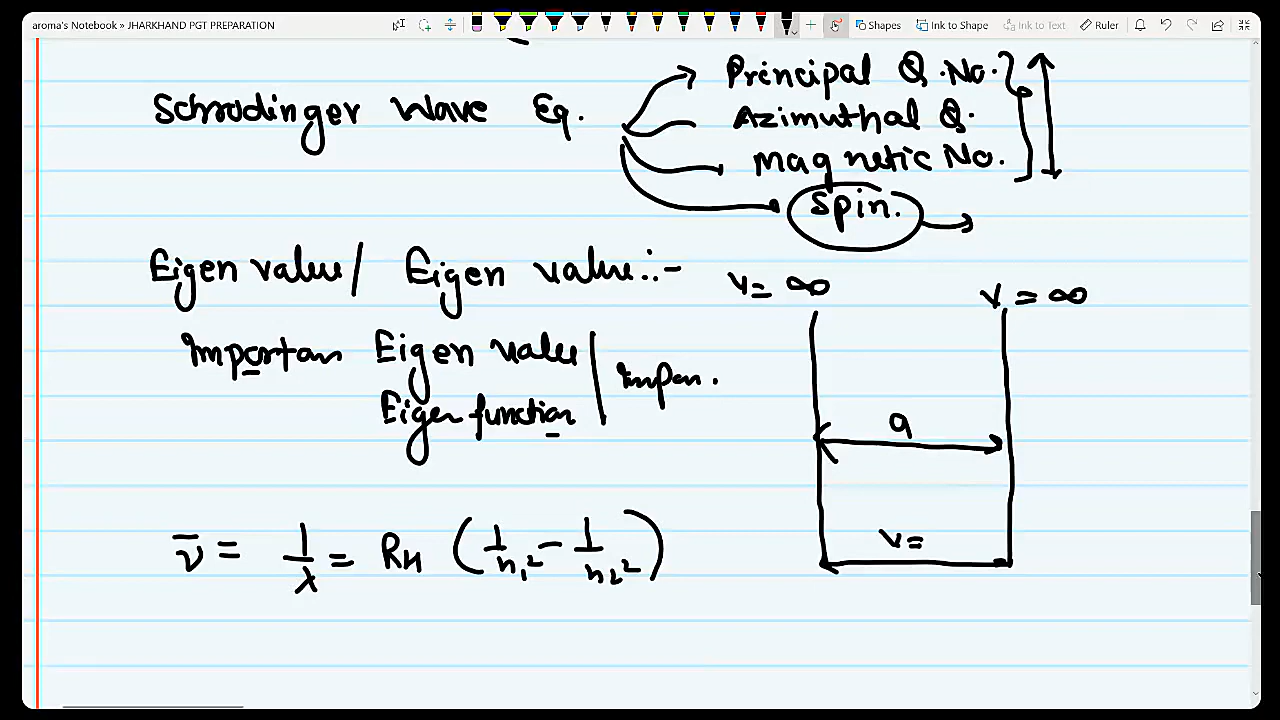 aroma's Notebook » JHARKHAND PGT PREPARATION
Shapes
Ink to Shape
Ink to Text
Ruler
Principal Q.No.
Schrodinger Wave Eq.
Azimuthal Q.
Magnetic No.
Spin.
Eigen value/ Eigen value:-
V= ∞
V = ∞
Importan Eigen value
Impor.
Eigen function
a
V=
ν̄ = 1/λ = RH (1/n₁² - 1/n₂²)